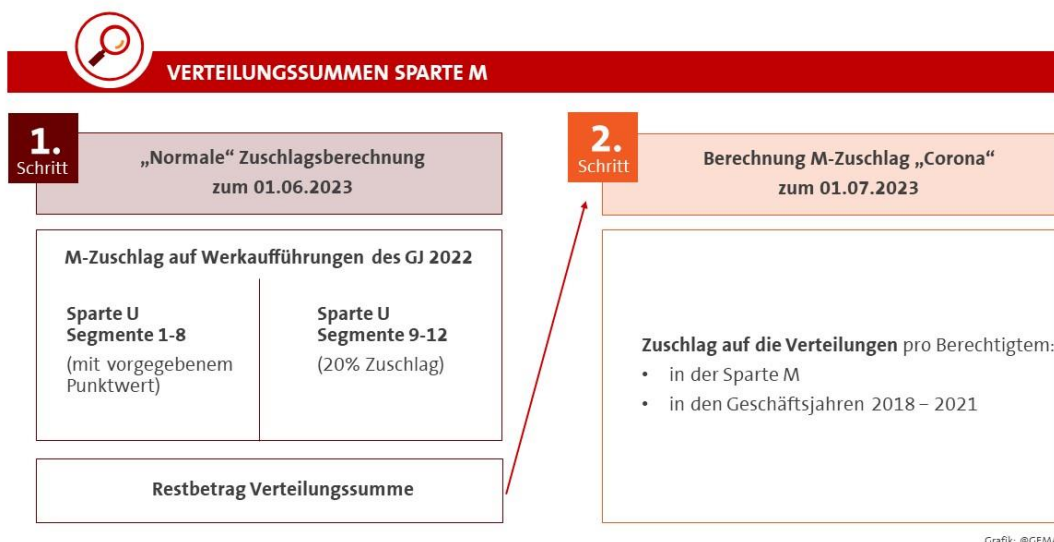 VERTEILUNGSSUMMEN SPARTE M
1.
Schritt
„Normale“ Zuschlagsberechnung
zum 01.06.2023
M-Zuschlag auf Werkaufführungen des GJ 2022
Sparte U
Segmente 1-8
(mit vorgegebenem
Punktwert)
Sparte U
Segmente 9-12
(20% Zuschlag)
Restbetrag Verteilungssumme
2.
Schritt
Berechnung M-Zuschlag „Corona“
zum 01.07.2023
Zuschlag auf die Verteilungen pro Berechtigtem:
• in der Sparte M
• in den Geschäftsjahren 2018 – 2021
Grafik: @GEMA